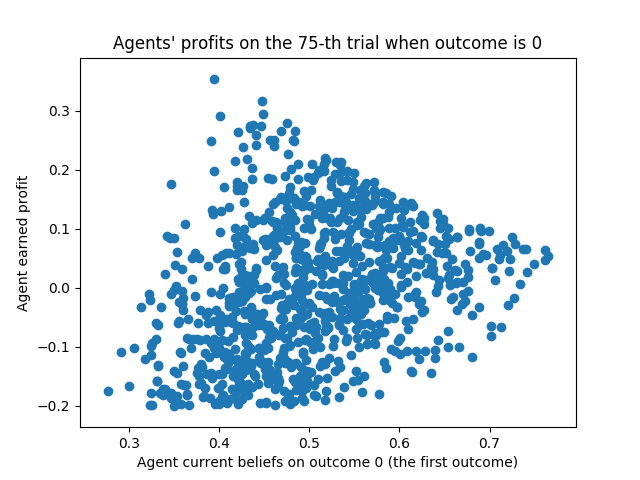 Agents' profits on the 75-th trial when outcome is 0
Agent earned profit
0.3
0.2
0.1
0.0
−0.1
−0.2
0.3 0.4 0.5 0.6 0.7
Agent current beliefs on outcome 0 (the first outcome)